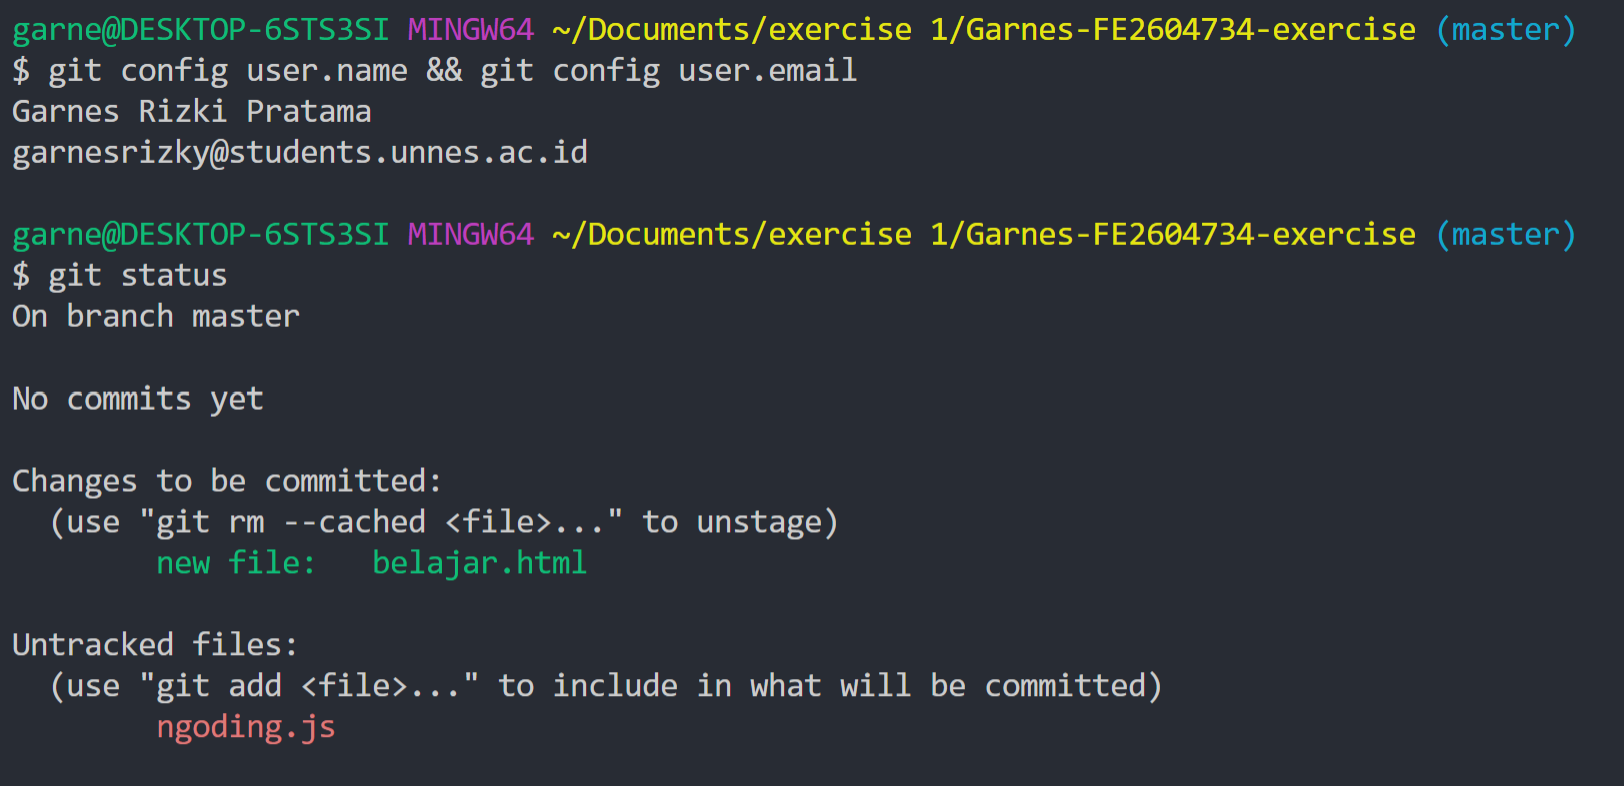 garne@DESKTOP-6STS3SI MINGW64 ~/Documents/exercise 1/Garnes-FE2604734-exercise (master)
$ git config user.name && git config user.email
Garnes Rizki Pratama
garnesrizky@students.unnes.ac.id
garne@DESKTOP-6STS3SI MINGW64 ~/Documents/exercise 1/Garnes-FE2604734-exercise (master)
$ git status
On branch master
No commits yet
Changes to be committed:
  (use "git rm --cached <file>..." to unstage)
        new file:   belajar.html
Untracked files:
  (use "git add <file>..." to include in what will be committed)
        ngoding.js